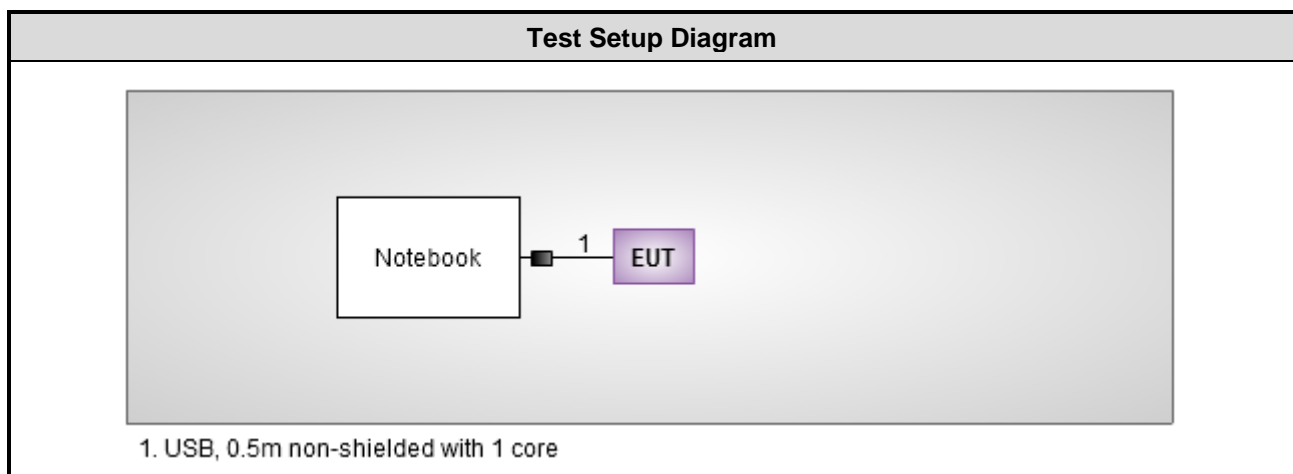 Test Setup Diagram
Notebook
1
EUT
1. USB, 0.5m non-shielded with 1 core